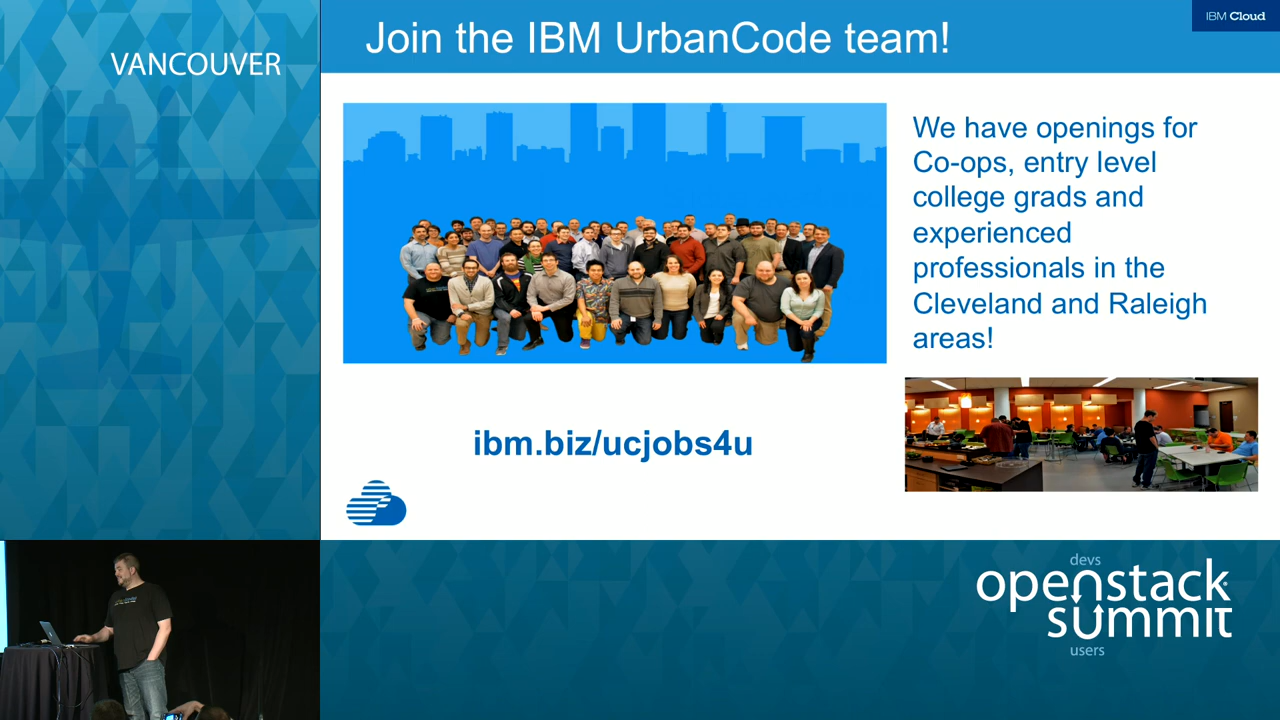 VANCOUVER
Join the IBM UrbanCode team!
IBM Cloud
We have openings for
Co-ops, entry level
college grads and
experienced
professionals in the
Cleveland and Raleigh
areas!
ibm.biz/ucjobs4u
devs
openstack
summit
users